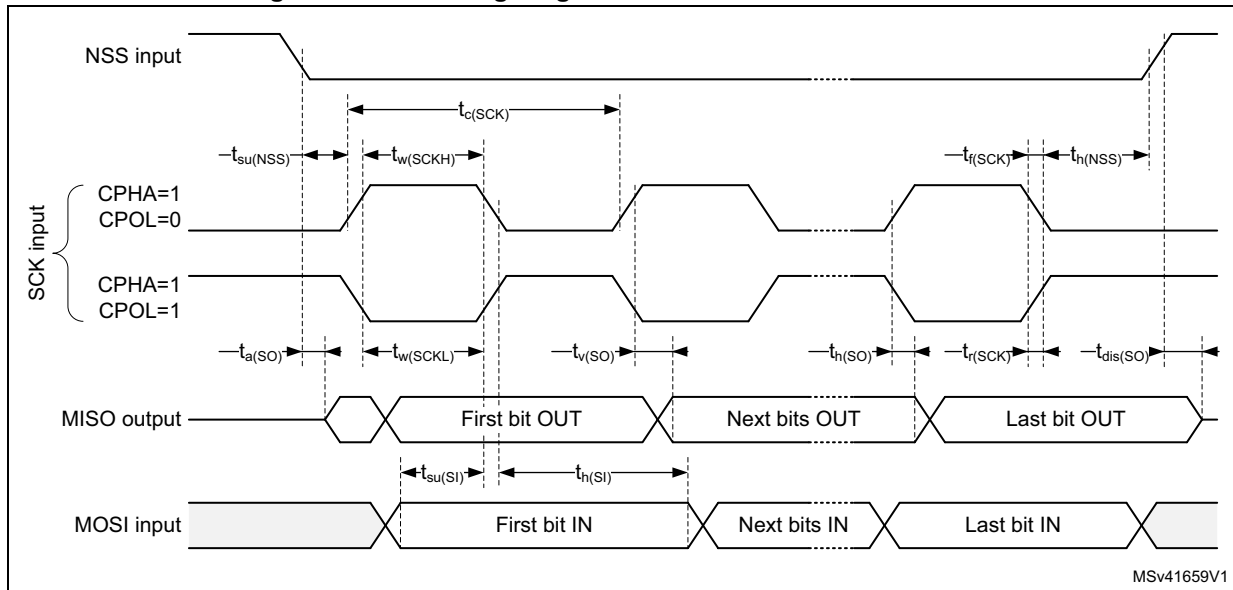 NSS input
tc(SCK)
tsu(NSS) tw(SCKH) tf(SCK) th(NSS)
SCK input
CPHA=1
CPOL=0
CPHA=1
CPOL=1
ta(SO) tw(SCKL) tv(SO) th(SO) tr(SCK) tdis(SO)
MISO output First bit OUT Next bits OUT Last bit OUT
tsu(SI) th(SI)
MOSI input First bit IN Next bits IN Last bit IN
MSv41659V1